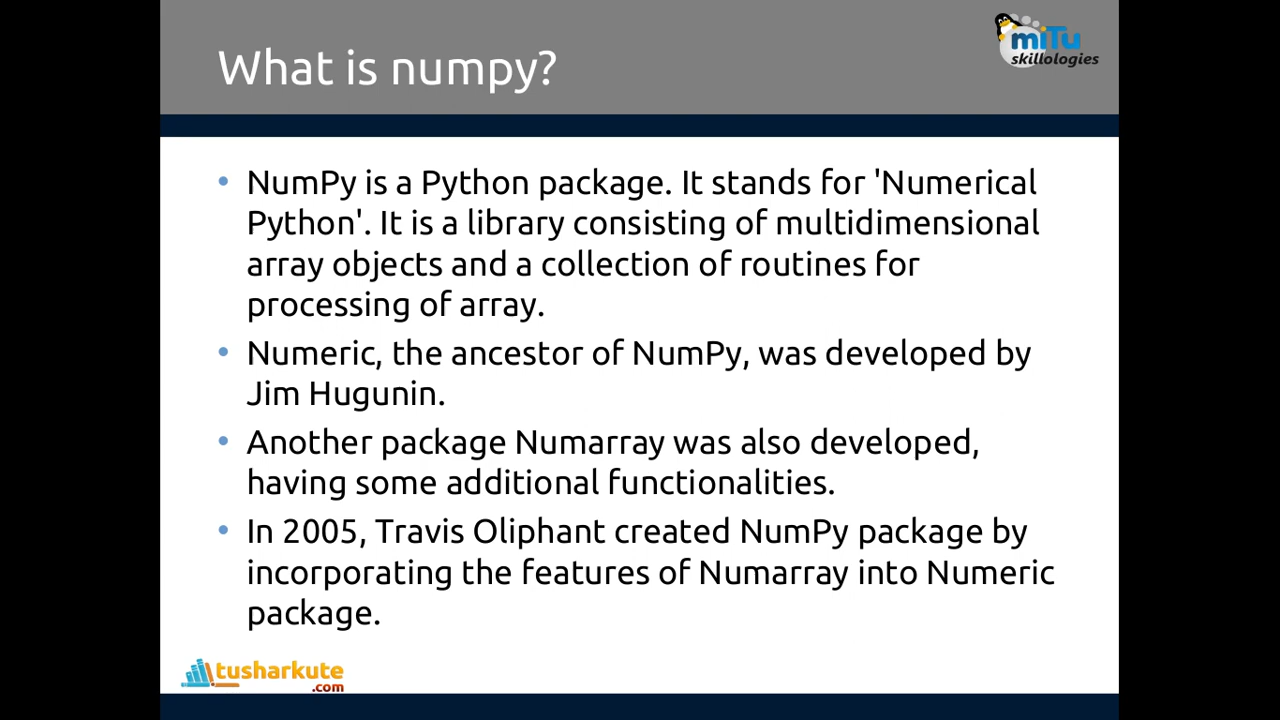 What is numpy?
miTu
skillologies
• NumPy is a Python package. It stands for 'Numerical
Python'. It is a library consisting of multidimensional
array objects and a collection of routines for
processing of array.
• Numeric, the ancestor of NumPy, was developed by
Jim Hugunin.
• Another package Numarray was also developed,
having some additional functionalities.
• In 2005, Travis Oliphant created NumPy package by
incorporating the features of Numarray into Numeric
package.
tusharkute
.com